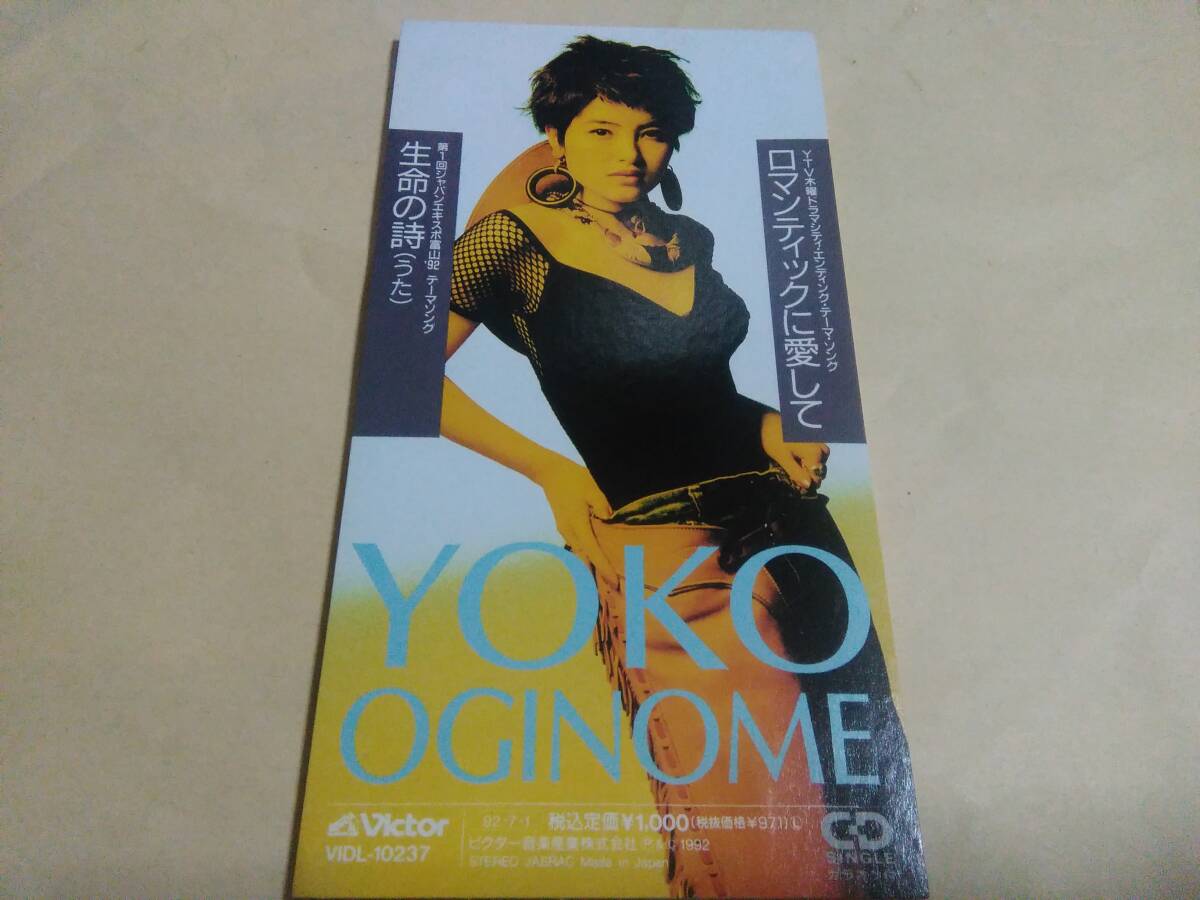 YTV木曜ドラマシティ・エンディング・テーマ・ソング
ロマンティックに愛して
第1回ジャパンエキスポ富山'92 テーマソング
生命の詩(うた)
YOKO
OGINOME
Victor
VIDL-10237
92・7・1 税込定価¥1,000(税抜価格¥971)
ビクター音楽産業株式会社 ℗&© 1992
STEREO JASRAC Made in Japan
CD
SINGLE